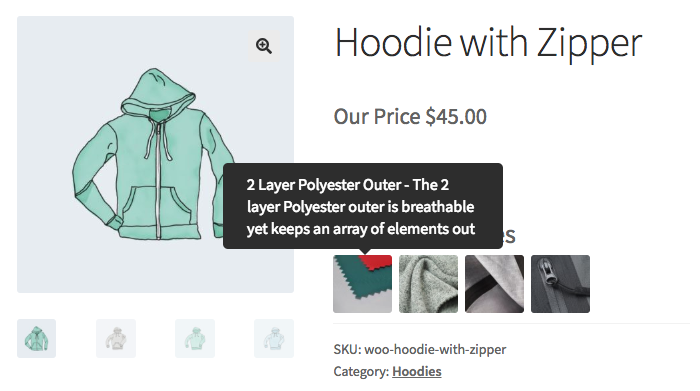 Hoodie with Zipper
Our Price $45.00
2 Layer Polyester Outer - The 2
layer Polyester outer is breathable
yet keeps an array of elements out
SKU: woo-hoodie-with-zipper
Category: Hoodies